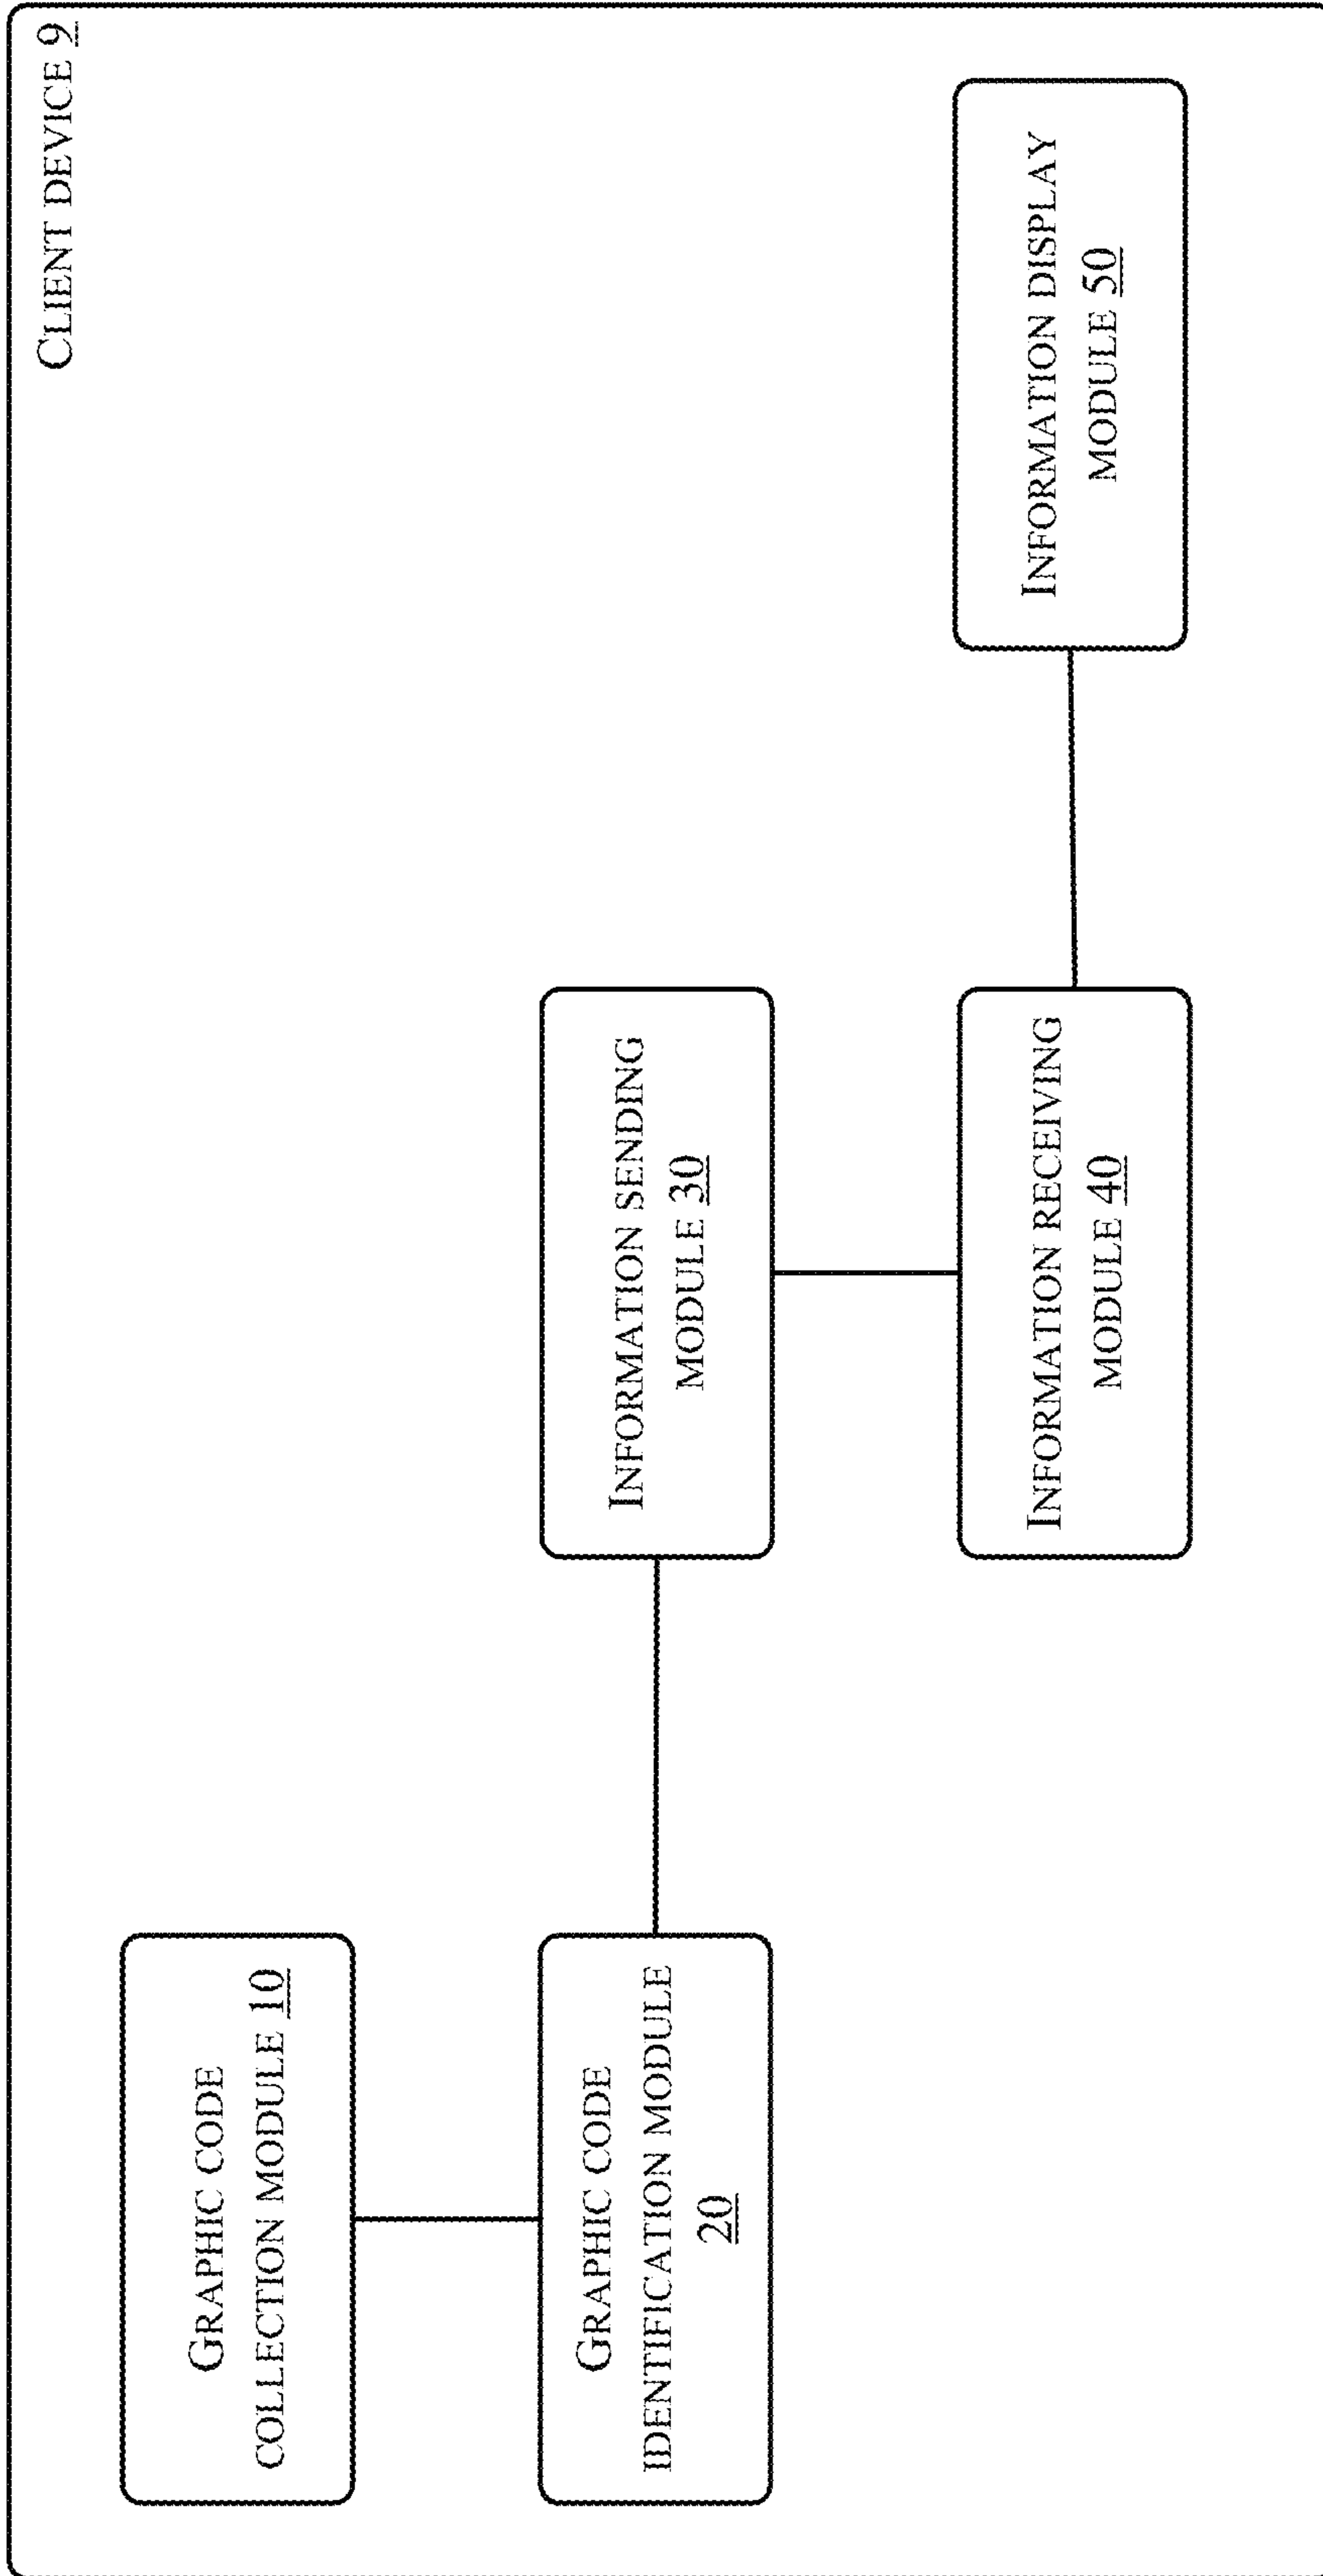 CLIENT DEVICE 9
GRAPHIC CODE
COLLECTION MODULE 10
GRAPHIC CODE
IDENTIFICATION MODULE
20
INFORMATION SENDING
MODULE 30
INFORMATION RECEIVING
MODULE 40
INFORMATION DISPLAY
MODULE 50